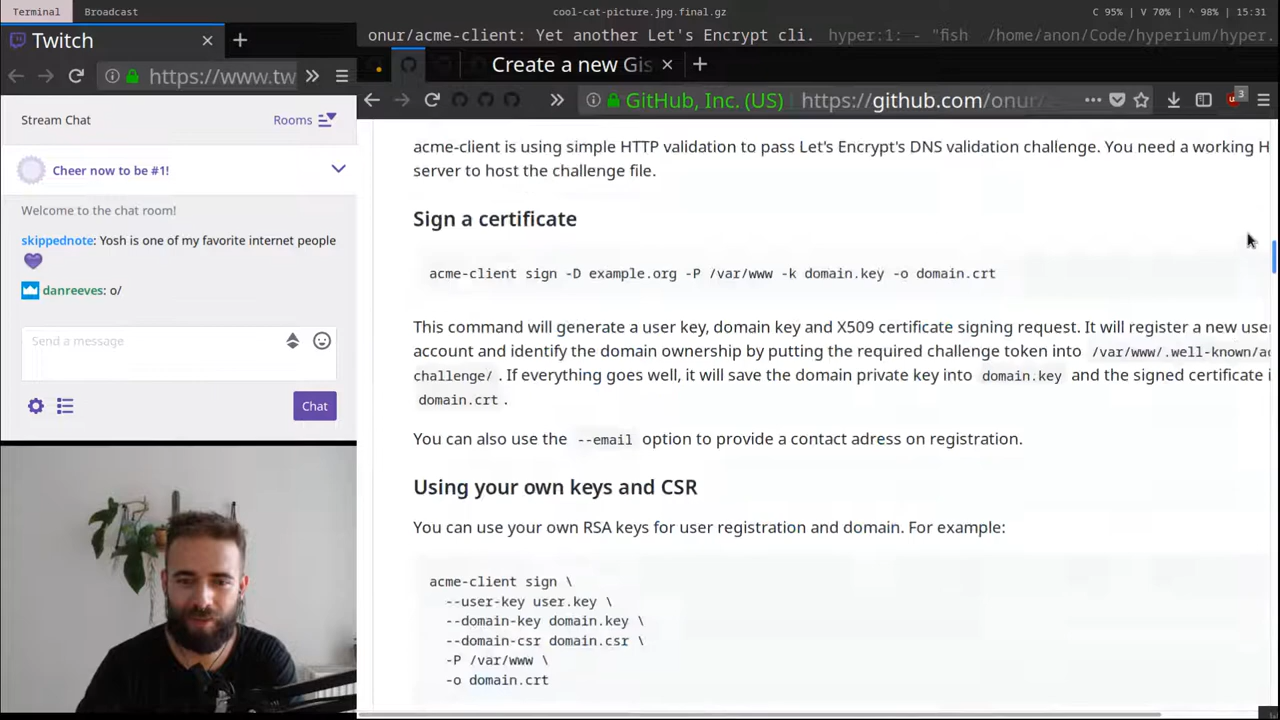 Terminal
Broadcast
cool-cat-picture.jpg.final.gz
C 95% | V 70% | ^ 98% | 15:31
Twitch
onur/acme-client: Yet another Let's Encrypt cli.
hyper:1: - "fish
/home/anon/Code/hyperium/hyper.
Create a new Gis
https://www.tw
GitHub, Inc. (US)
https://github.com/onur/
3
Stream Chat
Rooms
Cheer now to be #1!
Welcome to the chat room!
skippednote: Yosh is one of my favorite internet people
danreeves: o/
Send a message
Chat
acme-client is using simple HTTP validation to pass Let's Encrypt's DNS validation challenge. You need a working H
server to host the challenge file.
Sign a certificate
acme-client sign -D example.org -P /var/www -k domain.key -o domain.crt
This command will generate a user key, domain key and X509 certificate signing request. It will register a new user
account and identify the domain ownership by putting the required challenge token into /var/www/.well-known/ac
challenge/ . If everything goes well, it will save the domain private key into domain.key and the signed certificate i
domain.crt .
You can also use the --email option to provide a contact adress on registration.
Using your own keys and CSR
You can use your own RSA keys for user registration and domain. For example:
acme-client sign \
--user-key user.key \
--domain-key domain.key \
--domain-csr domain.csr \
-P /var/www \
-o domain.crt